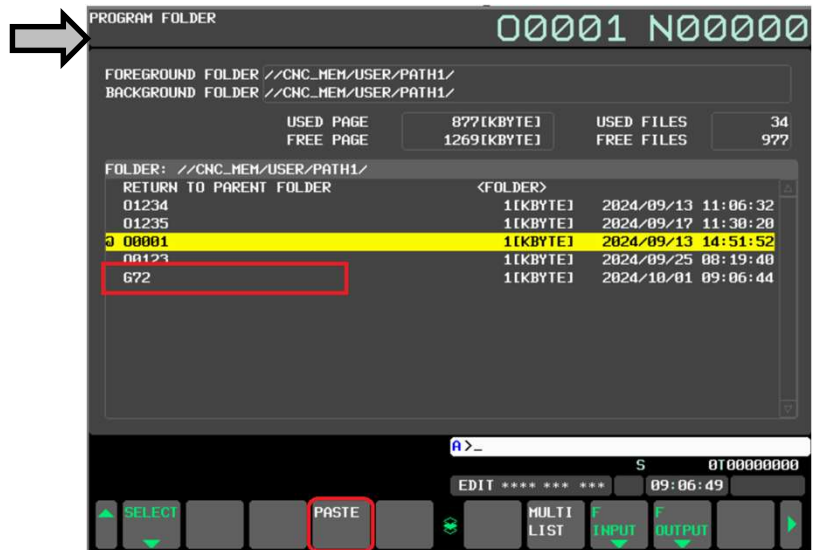 PROGRAM FOLDER O0001 N00000
FOREGROUND FOLDER //CNC_MEM/USER/PATH1/
BACKGROUND FOLDER //CNC_MEM/USER/PATH1/
USED PAGE 877[KBYTE] USED FILES 34
FREE PAGE 1269[KBYTE] FREE FILES 977
FOLDER: //CNC_MEM/USER/PATH1/
RETURN TO PARENT FOLDER <FOLDER>
O1234 1[KBYTE] 2024/09/13 11:06:32
O1235 1[KBYTE] 2024/09/17 11:30:20
@ O0001 1[KBYTE] 2024/09/13 14:51:52
O0123 1[KBYTE] 2024/09/25 08:19:40
G72 1[KBYTE] 2024/10/01 09:06:44
A>_
S 0T00000000
EDIT **** *** *** 09:06:49
SELECT PASTE MULTI LIST F INPUT F OUTPUT